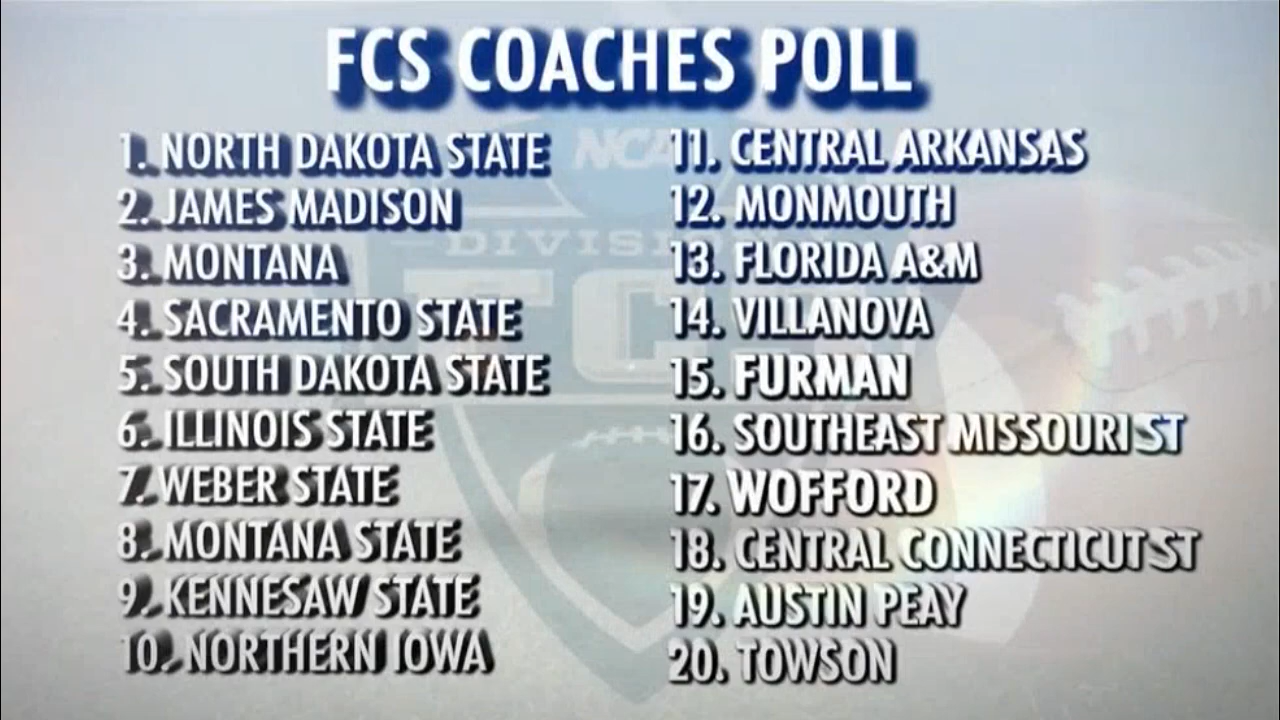 FCS COACHES POLL
1. NORTH DAKOTA STATE
2. JAMES MADISON
3. MONTANA
4. SACRAMENTO STATE
5. SOUTH DAKOTA STATE
6. ILLINOIS STATE
7. WEBER STATE
8. MONTANA STATE
9. KENNESAW STATE
10. NORTHERN IOWA
11. CENTRAL ARKANSAS
12. MONMOUTH
13. FLORIDA A&M
14. VILLANOVA
15. FURMAN
16. SOUTHEAST MISSOURI ST
17. WOFFORD
18. CENTRAL CONNECTICUT ST
19. AUSTIN PEAY
20. TOWSON